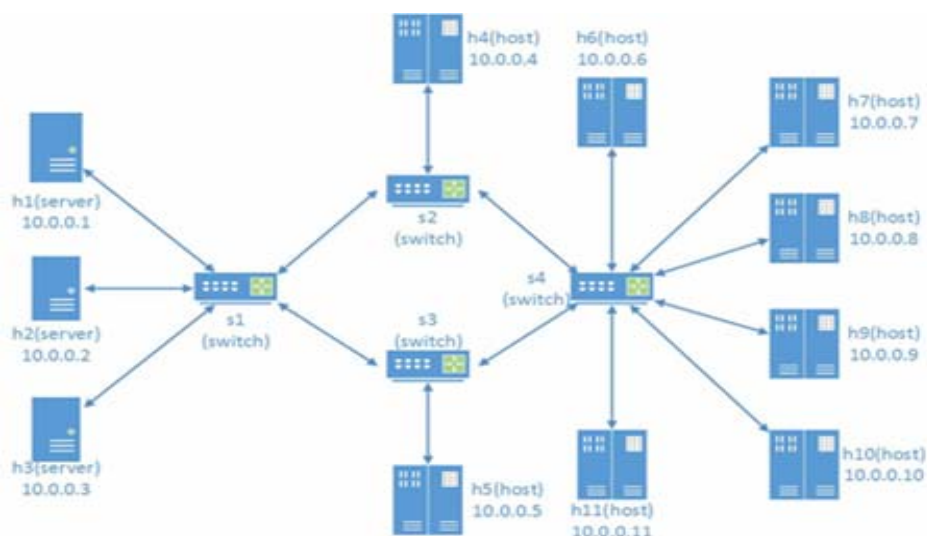 h4(host)
10.0.0.4
h6(host)
10.0.0.6
h7(host)
10.0.0.7
h1(server)
10.0.0.1
s2
(switch)
h8(host)
10.0.0.8
h2(server)
10.0.0.2
s1
(switch)
s3
(switch)
s4
(switch)
h9(host)
10.0.0.9
h3(server)
10.0.0.3
h5(host)
10.0.0.5
h11(host)
10.0.0.11
h10(host)
10.0.0.10